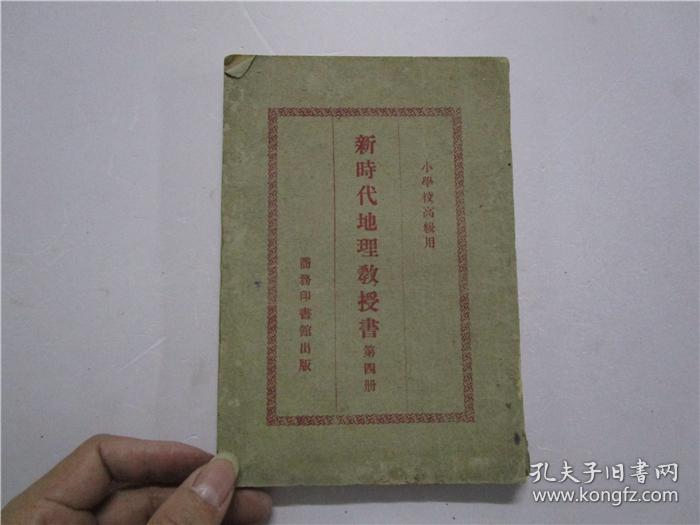 小學校高級用
新時代地理教授書 第四册
商務印書館出版
孔夫子旧书网
www.kongfz.com